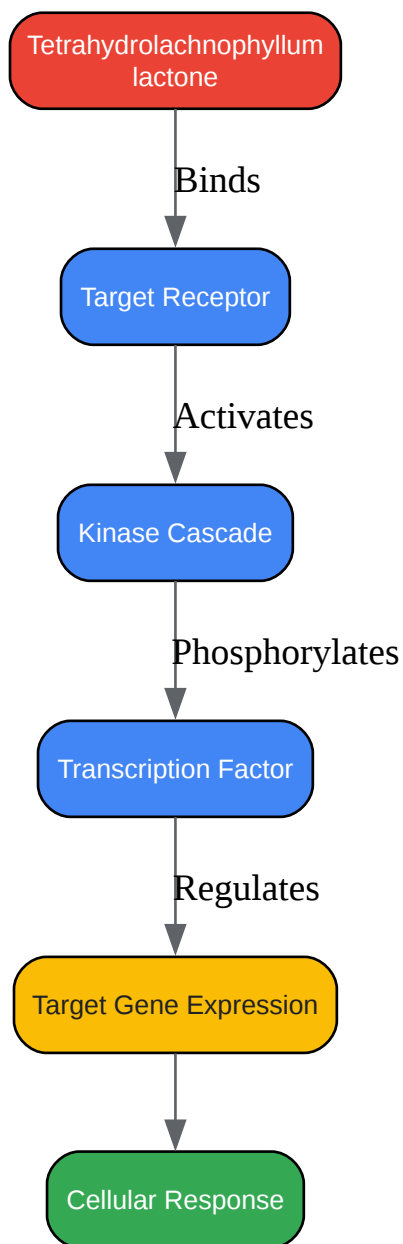 Tetrahydrolachnophyllum
lactone
Binds
Target Receptor
Activates
Kinase Cascade
Phosphorylates
Transcription Factor
Regulates
Target Gene Expression
Cellular Response